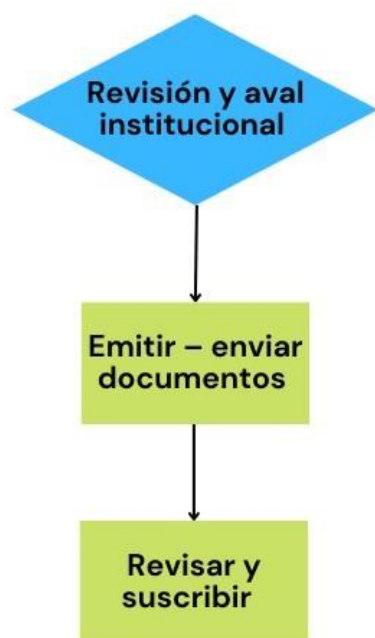 Revisión y aval
institucional
Emitir – enviar
documentos
Revisar y
suscribir